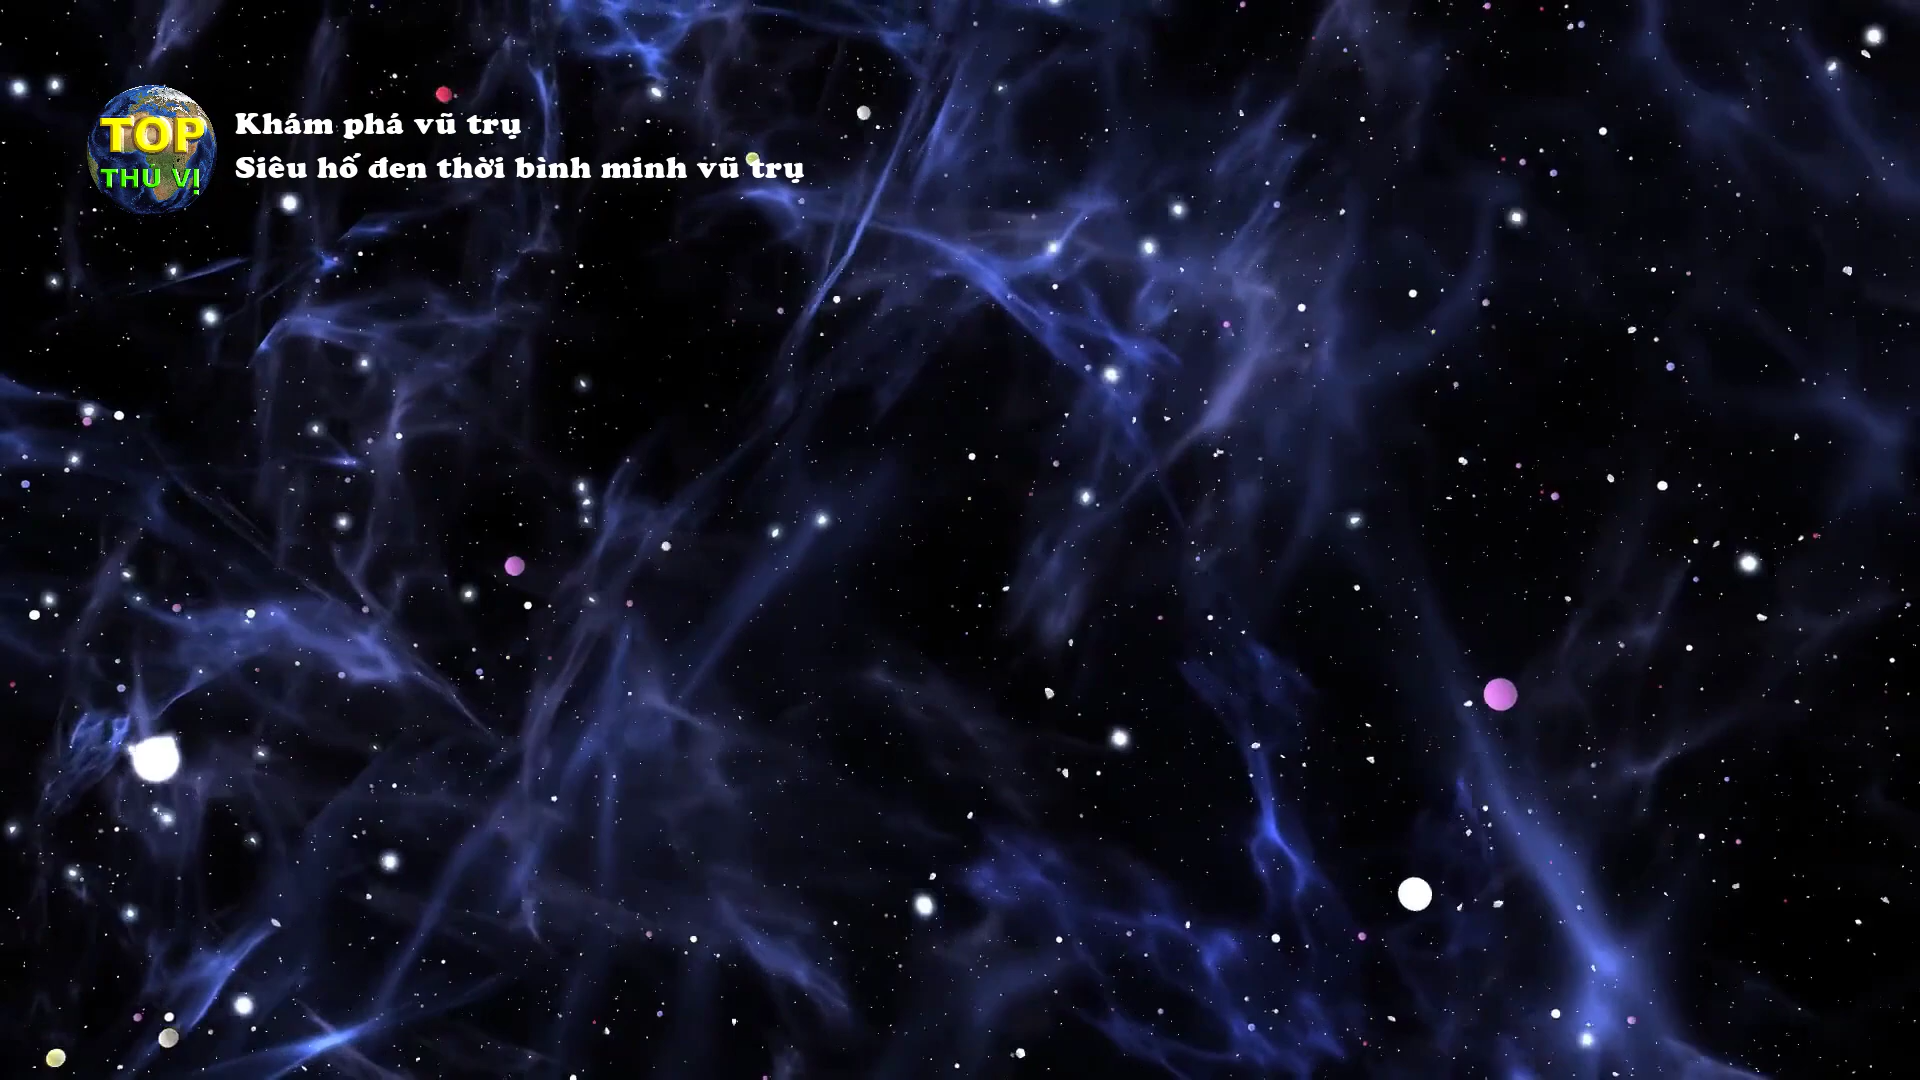 TOP
THÚ VỊ
Khám phá vũ trụ
Siêu hố đen thời bình minh vũ trụ